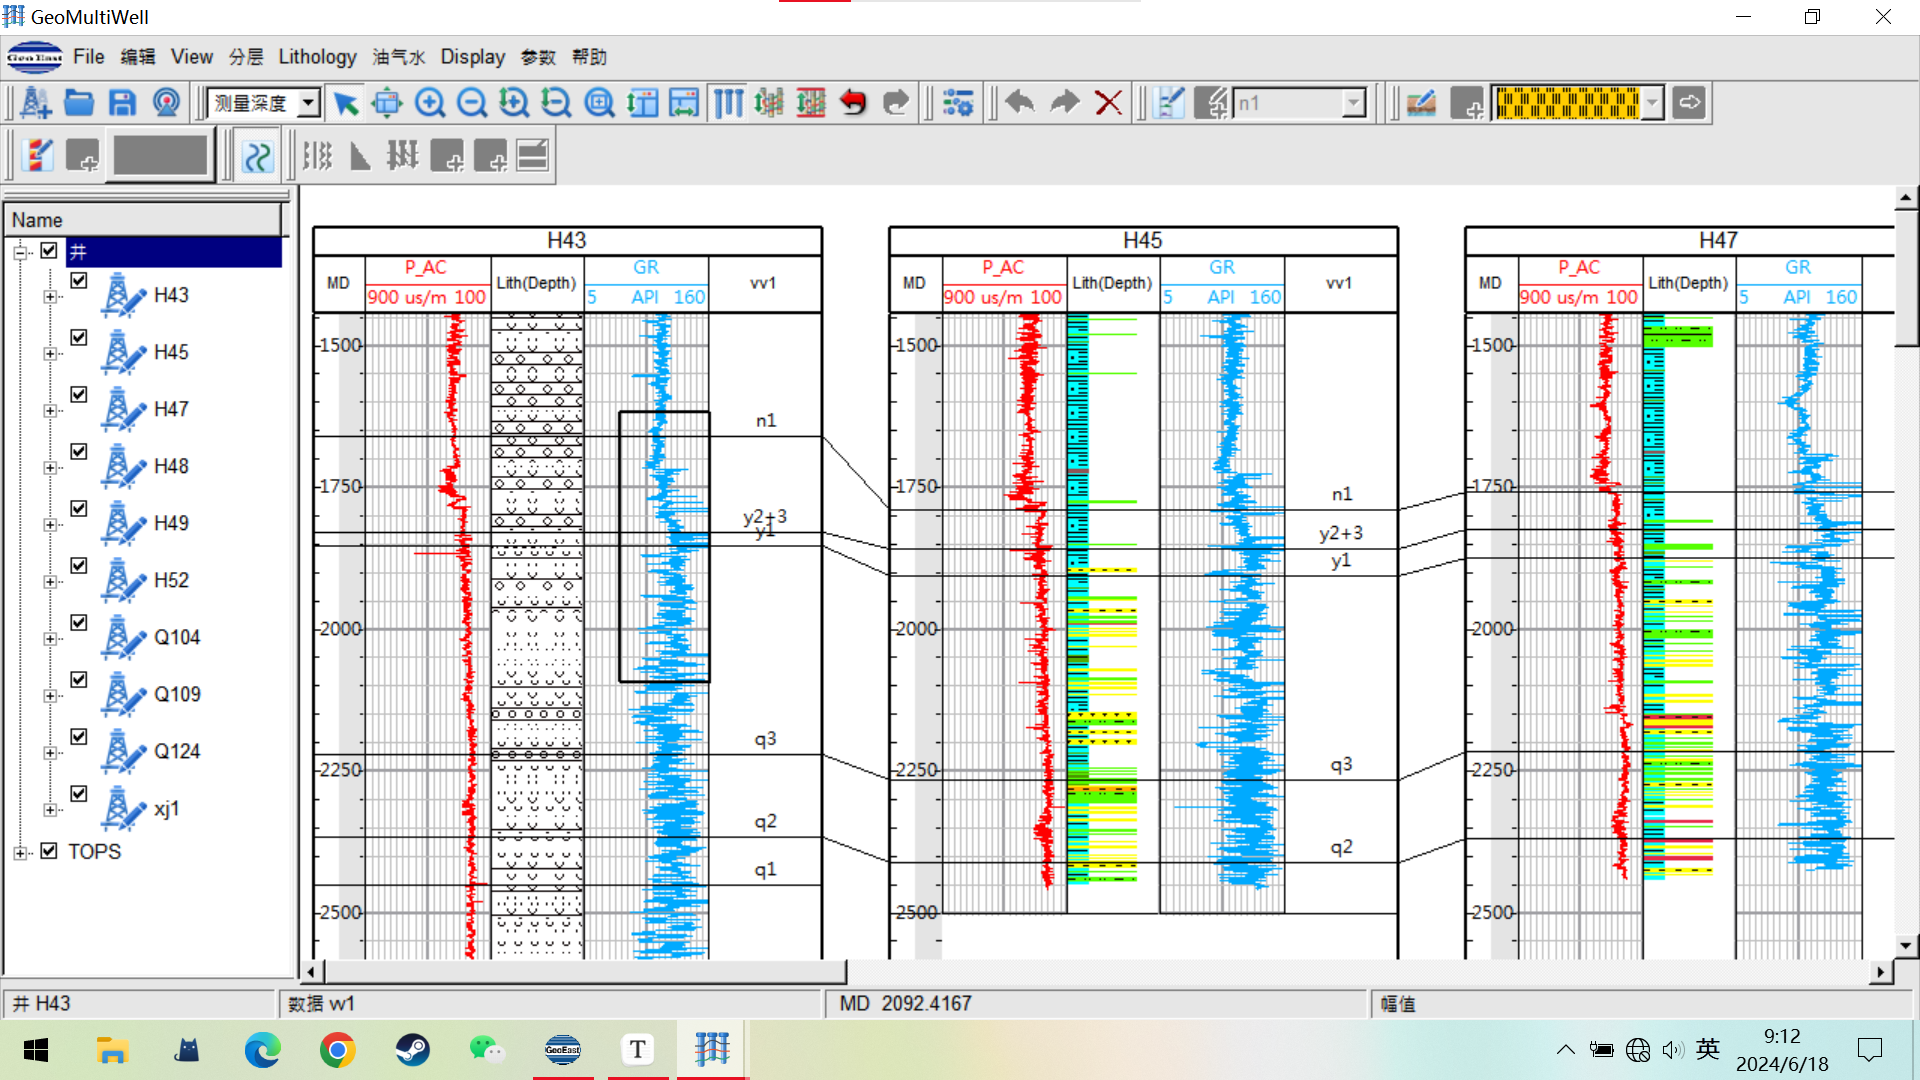 GeoMultiWell
GeoEast File 编辑 View 分层 Lithology 油气水 Display 参数 帮助
测量深度 n1
Name
井
H43
H45
H47
H48
H49
H52
Q104
Q109
Q124
xj1
TOPS
H43
MD P_AC Lith(Depth) GR vv1
900 us/m 100 5 API 160
1500
1750
2000
2250
2500
n1
y2+3
y1
q3
q2
q1
H45
MD P_AC Lith(Depth) GR vv1
900 us/m 100 5 API 160
1500
1750
2000
2250
2500
n1
y2+3
y1
q3
q2
H47
MD P_AC Lith(Depth) GR
900 us/m 100 5 API 160
1500
1750
2000
2250
2500
井 H43 数据 w1 MD 2092.4167 幅值
GeoEast T 英 9:12
2024/6/18